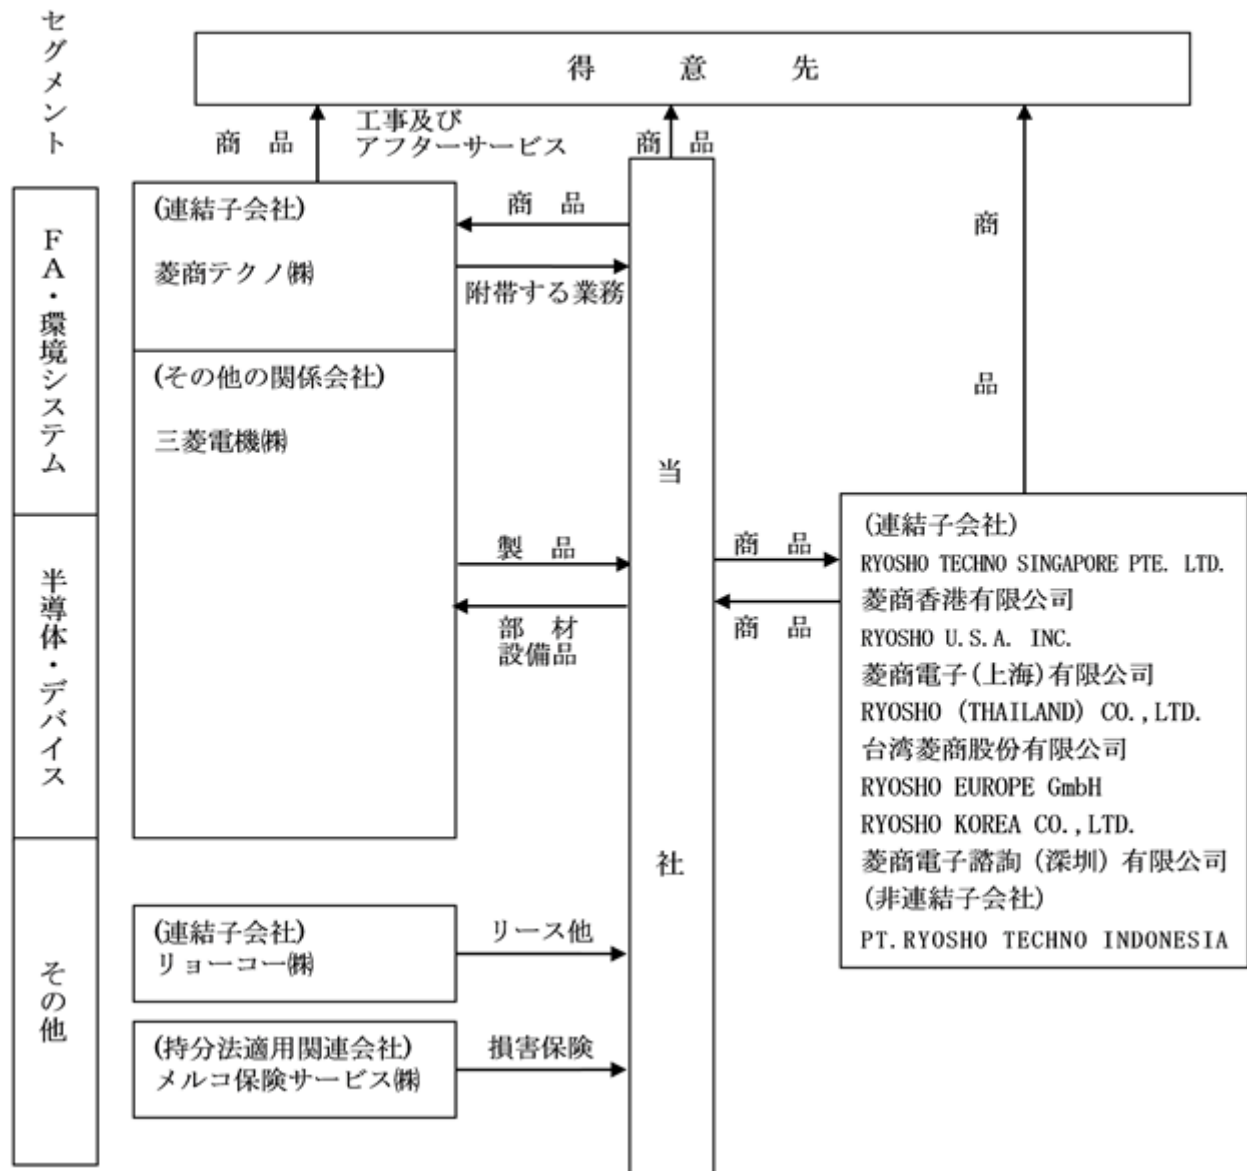 セグメント
得意先
商品
工事及び
アフターサービス
商品
FA・環境システム
(連結子会社)
菱商テクノ㈱
商品
附帯する業務
商品
(その他の関係会社)
三菱電機㈱
当社
半導体・デバイス
製品
部材
設備品
商品
商品
(連結子会社)
RYOSHO TECHNO SINGAPORE PTE. LTD.
菱商香港有限公司
RYOSHO U.S.A. INC.
菱商電子(上海)有限公司
RYOSHO (THAILAND) CO.,LTD.
台湾菱商股份有限公司
RYOSHO EUROPE GmbH
RYOSHO KOREA CO.,LTD.
菱商電子諮詢(深圳)有限公司
(非連結子会社)
PT.RYOSHO TECHNO INDONESIA
その他
(連結子会社)
リョーコー㈱
リース他
(持分法適用関連会社)
メルコ保険サービス㈱
損害保険